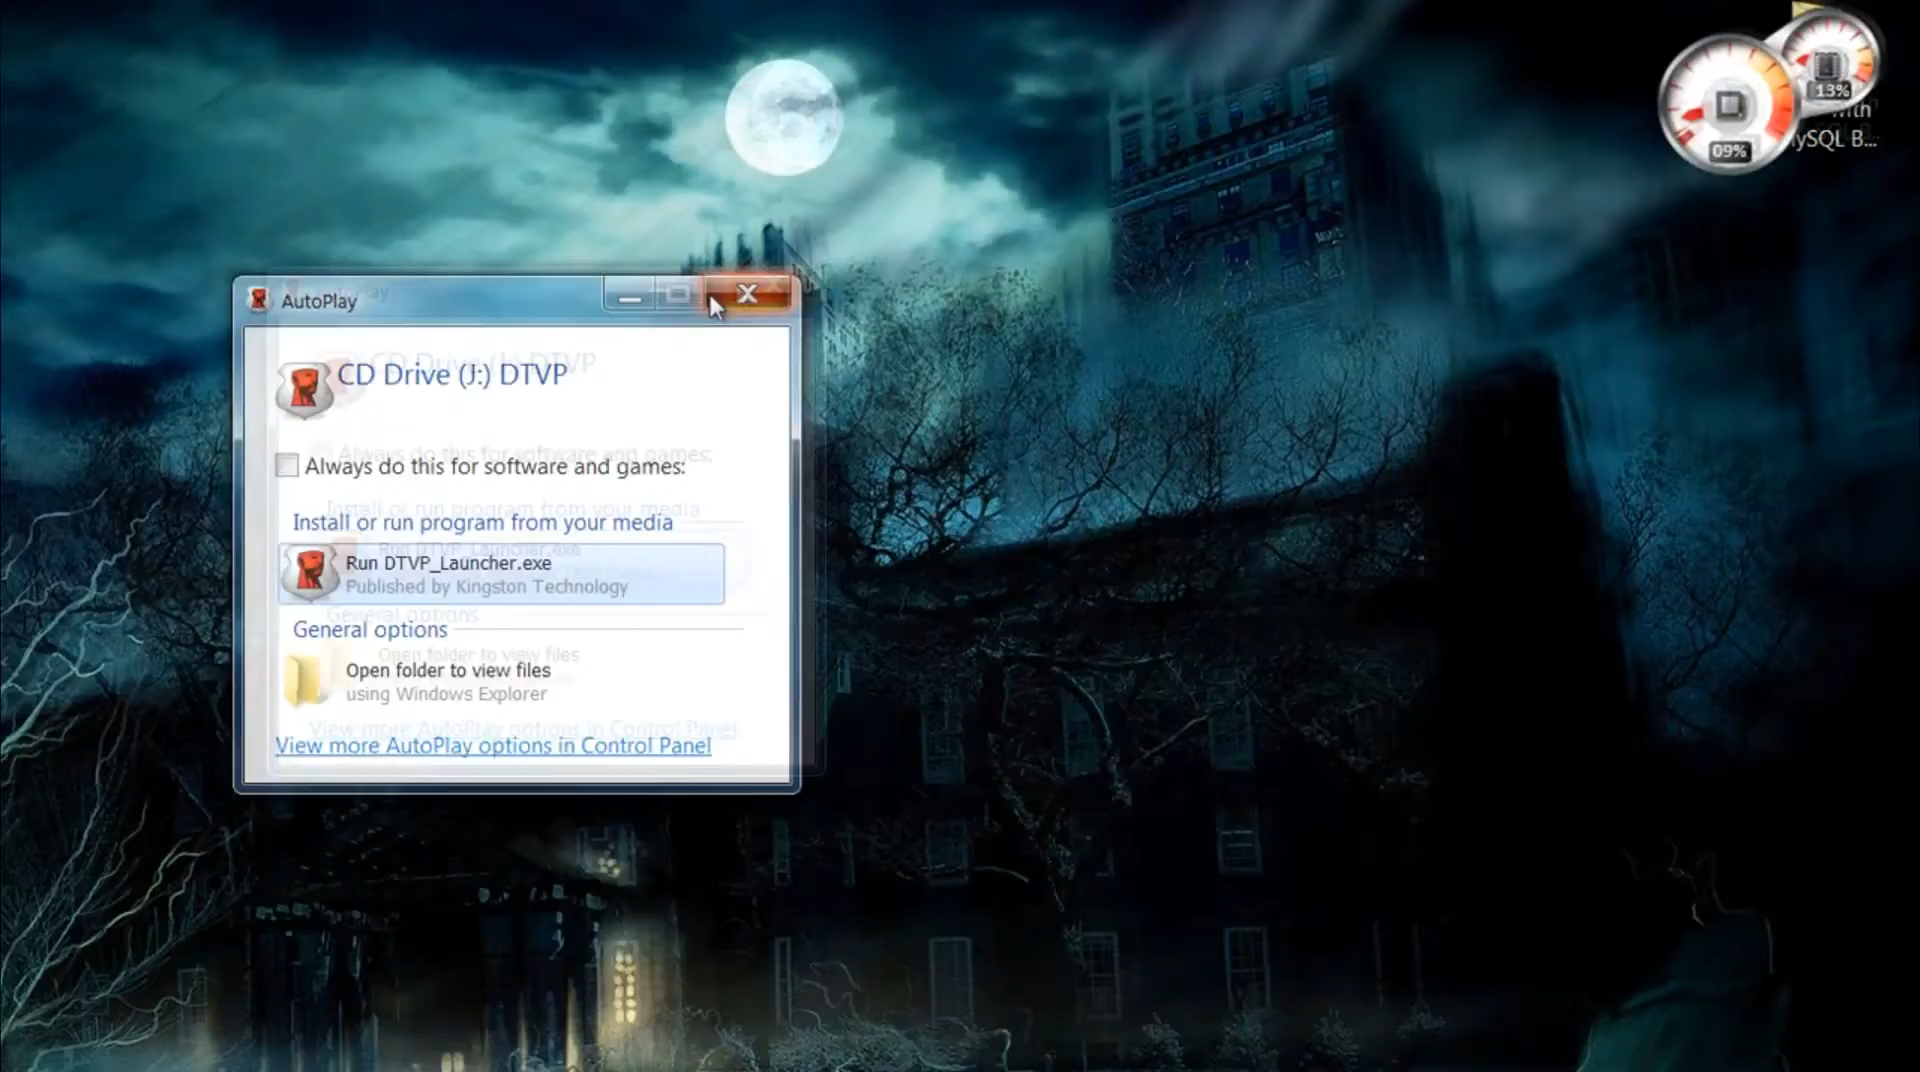 13%
09%
ySQL B...
AutoPlay
CD Drive (J:) DTVP
Always do this for software and games:
Install or run program from your media
Run DTVP_Launcher.exe
Published by Kingston Technology
General options
Open folder to view files
using Windows Explorer
View more AutoPlay options in Control Panel